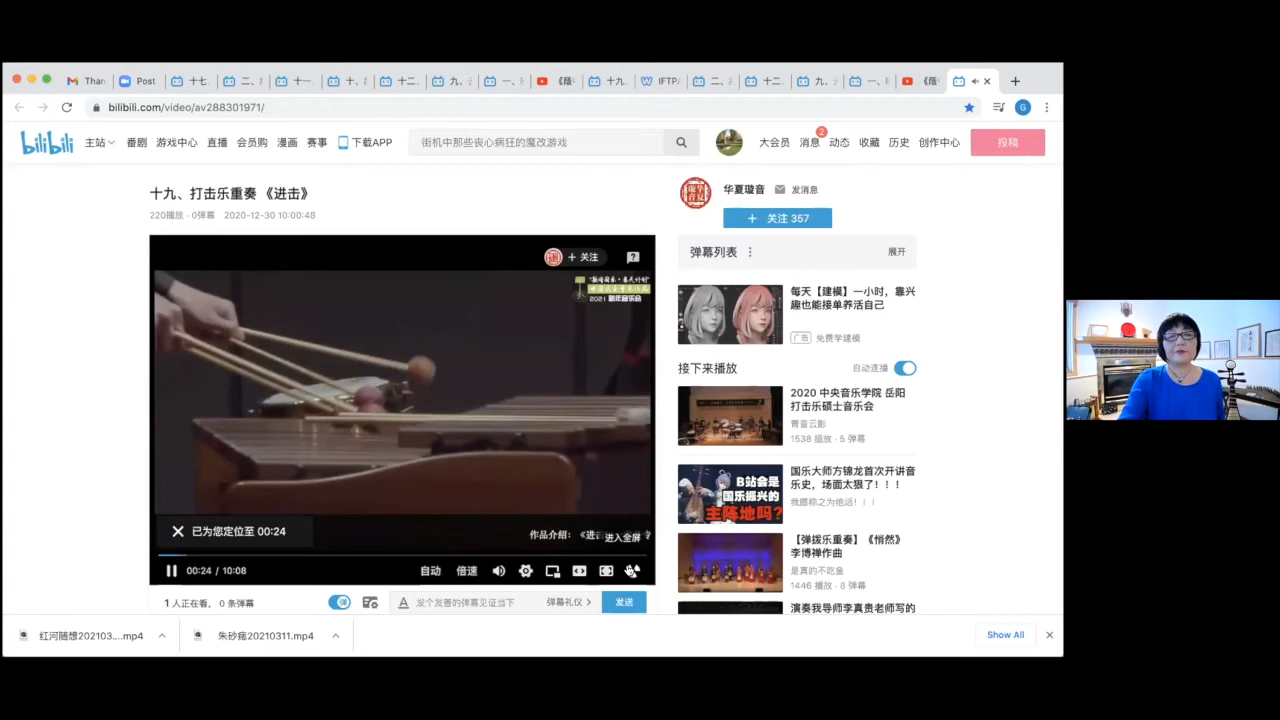 Than
Post
十七、
二、
十一、
十、
十二、
九、
一、
《蔭
十九、
IFTPA
二、
十二、
九、
一、
《蔭
bilibili.com/video/av288301971/
G
bilibili
主站
番剧
游戏中心
直播
会员购
漫画
赛事
下载APP
街机中那些丧心病狂的魔改游戏
大会员
消息
2
动态
收藏
历史
创作中心
投稿
十九、打击乐重奏 《进击》
220播放 · 0弹幕 2020-12-30 10:00:48
华夏璇音
发消息
+ 关注 357
弹幕列表
展开
+ 关注
2021 新年音乐会
已为您定位至 00:24
作品介绍: 《进击
进入全屏
00:24 / 10:08
自动
倍速
1 人正在看， 0 条弹幕
弹
发个友善的弹幕见证当下
弹幕礼仪
发送
每天【建模】一小时，靠兴
趣也能接单养活自己
广告 免费学建模
接下来播放
自动连播
2020 中央音乐学院 岳阳
打击乐硕士音乐会
青音云影
1538 播放 · 5 弹幕
B站会是
国乐振兴的
主阵地吗?
国乐大师方锦龙首次开讲音
乐史，场面太狠了！！！
我愿称之为绝活！||
【弹拨乐重奏】《悄然》
李博禅作曲
是真的不吃鱼
1446 播放 · 8 弹幕
演奏我导师李真贵老师写的
红河随想202103....mp4
朱砂痣20210311.mp4
Show All